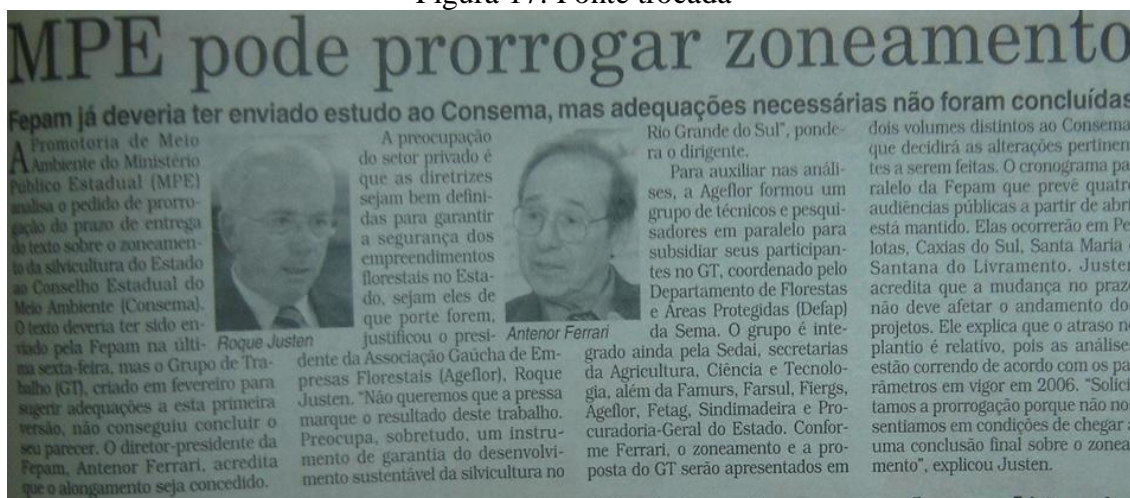 Figura 17: Fonte trocada
MPE pode prorrogar zoneamento
Fepam já deveria ter enviado estudo ao Consema, mas adequações necessárias não foram concluídas
A Promotoria de Meio
Ambiente do Ministério
Público Estadual (MPE)
analisa o pedido de prorro-
gação do prazo de entrega
do texto sobre o zoneamen-
to da silvicultura do Estado
ao Conselho Estadual do
Meio Ambiente (Consema).
O texto deveria ter sido en-
viado pela Fepam na últi-
ma sexta-feira, mas o Grupo de Tra-
balho (GT), criado em fevereiro para
sugerir adequações a esta primeira
versão, não conseguiu concluir o
seu parecer. O diretor-presidente da
Fepam, Antenor Ferrari, acredita
que o alongamento seja concedido.
Roque Justen
A preocupação
do setor privado é
que as diretrizes
sejam bem defini-
das para garantir
a segurança dos
empreendimentos
florestais no Esta-
do, sejam eles de
que porte forem,
justificou o presi-
dente da Associação Gaúcha de Em-
presas Florestais (Ageflor), Roque
Justen. “Não queremos que a pressa
marque o resultado deste trabalho.
Preocupa, sobretudo, um instru-
mento de garantia do desenvolvi-
mento sustentável da silvicultura no
Antenor Ferrari
Rio Grande do Sul”, ponde-
ra o dirigente.
Para auxiliar nas análi-
ses, a Ageflor formou um
grupo de técnicos e pesqui-
sadores em paralelo para
subsidiar seus participan-
tes no GT, coordenado pelo
Departamento de Florestas
e Áreas Protegidas (Defap)
da Sema. O grupo é inte-
grado ainda pela Sedai, secretarias
da Agricultura, Ciência e Tecnolo-
gia, além da Famurs, Farsul, Fiergs,
Ageflor, Fetag, Sindimadeira e Pro-
curadoria-Geral do Estado. Confor-
me Ferrari, o zoneamento e a pro-
posta do GT serão apresentados em
dois volumes distintos ao Consema
que decidirá as alterações pertinen
tes a serem feitas. O cronograma pa
ralelo da Fepam que prevê quatro
audiências públicas a partir de abri
está mantido. Elas ocorrerão em Pe
lotas, Caxias do Sul, Santa Maria
Santana do Livramento. Justen
acredita que a mudança no prazo
não deve afetar o andamento do
projetos. Ele explica que o atraso no
plantio é relativo, pois as análise
estão correndo de acordo com os pa
râmetros em vigor em 2006. “Solici
tamos a prorrogação porque não no
sentíamos em condições de chegar a
uma conclusão final sobre o zonea
mento”, explicou Justen.